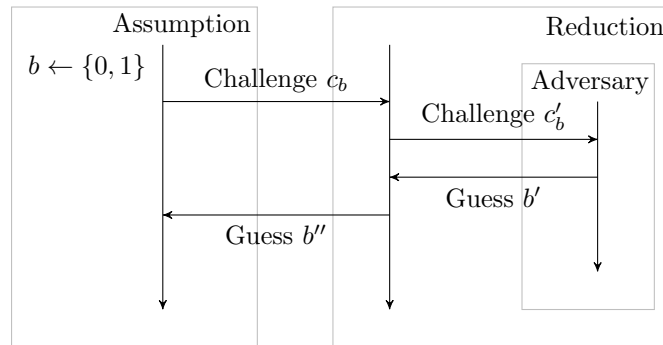 Assumption
Reduction
b ← {0, 1}
Challenge c_b
Adversary
Challenge c'_b
Guess b'
Guess b''